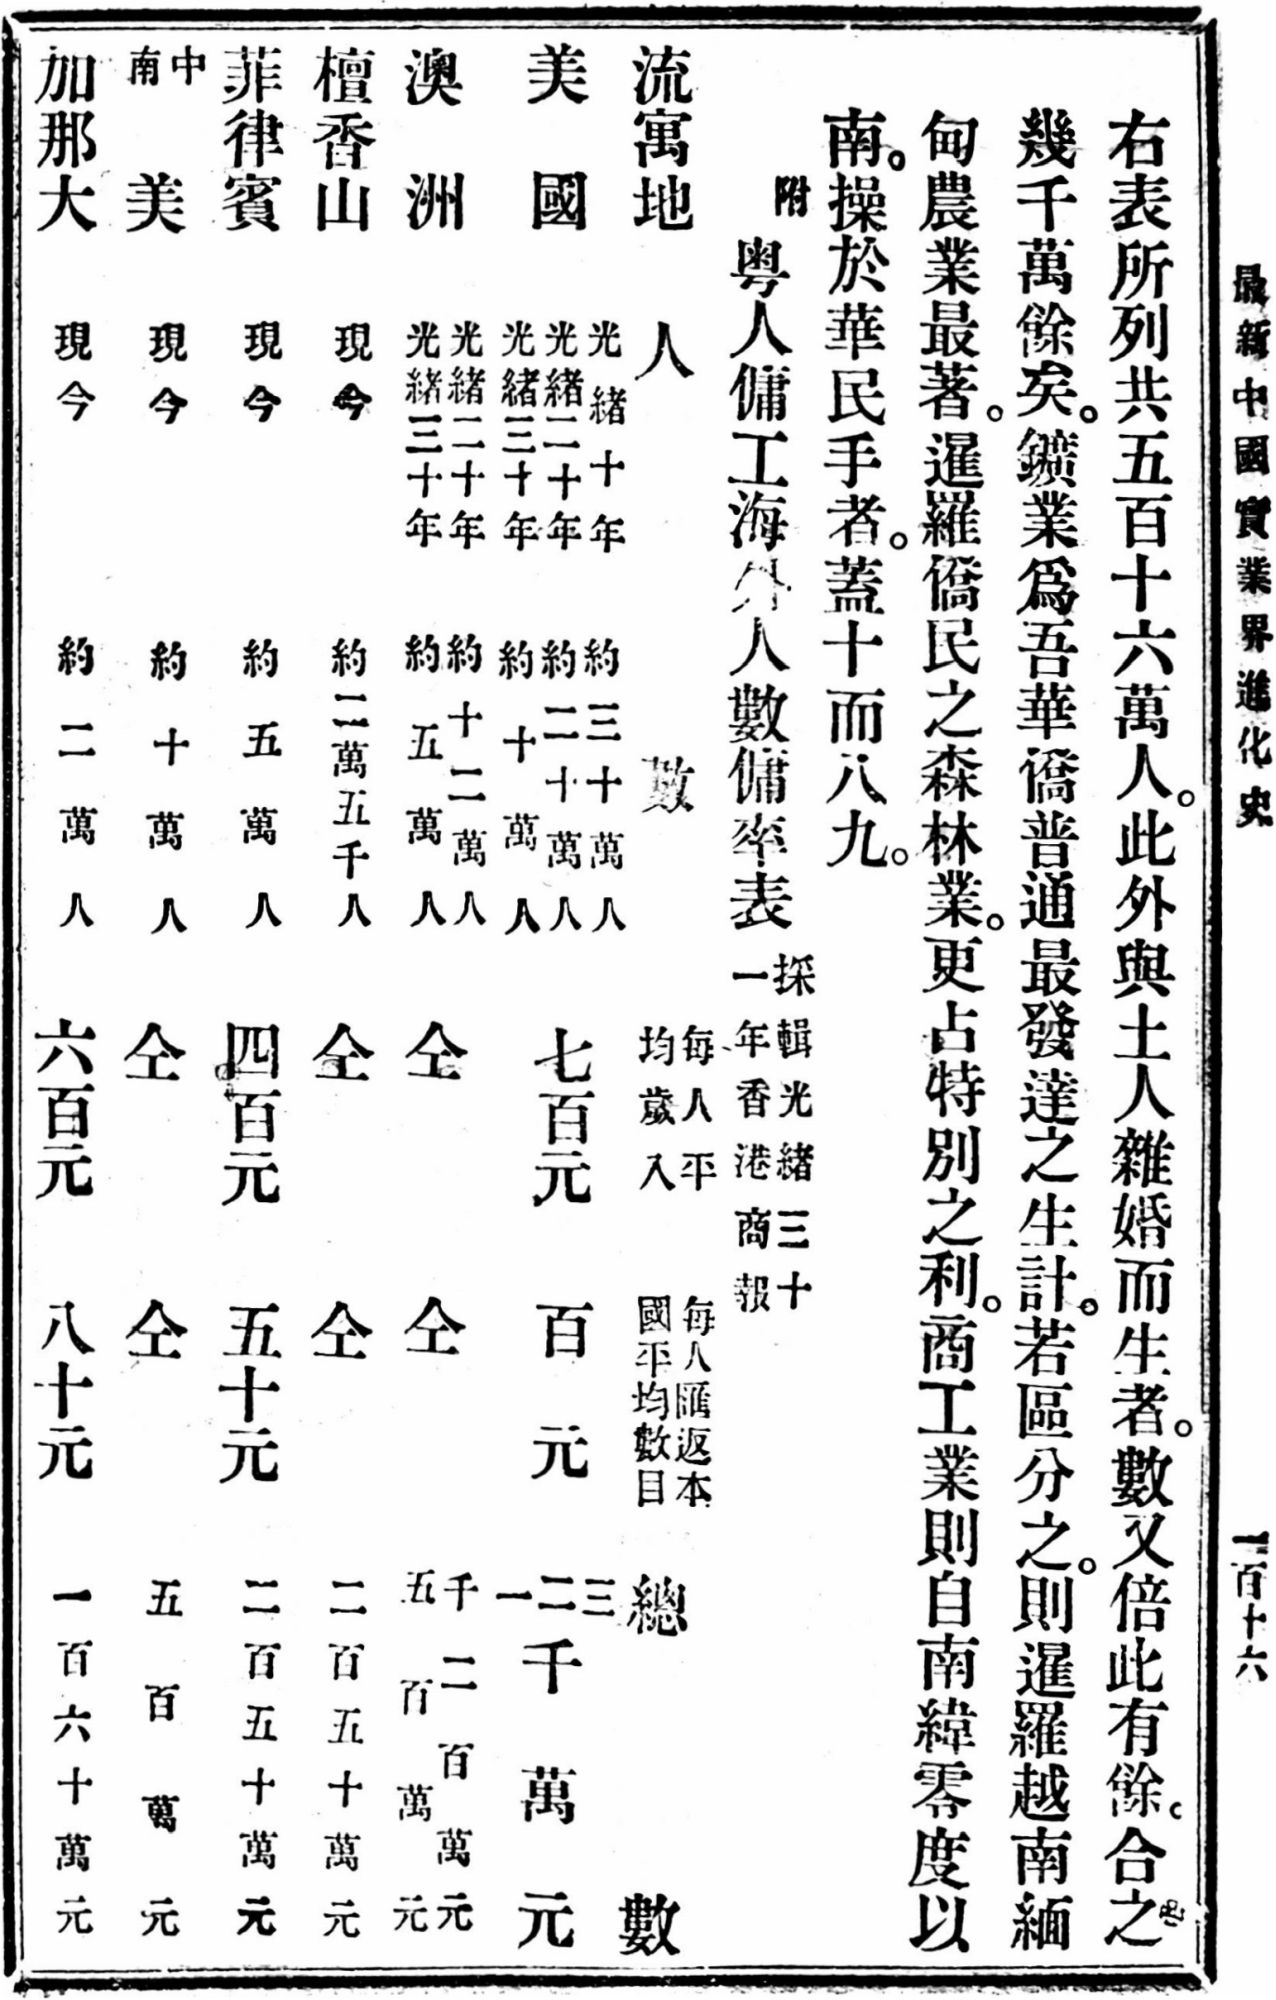 最新中國實業界進化史
一百十六
右表所列共五百十六萬人。此外與土人雜婚而生者。數又倍此有餘。合之
幾千萬餘矣。鑛業爲吾華僑普通最發達之生計。若區分之。則暹羅越南緬
甸農業最著。暹羅僑民之森林業。更占特別之利。商工業則自南緯零度以
南。操於華民手者。蓋十而八九。
附
粤人傭工海外人數傭率表
採輯光緒三十
一年香港商報
流寓地 人 數 每人平均歲入 每人匯返本國平均數目 總 數
美國 光緒十年 約三十萬人 七百元 百元 三千萬元
光緒二十年 約二十萬人 二千萬元
光緒三十年 約十萬人 一千萬元
澳洲 光緒二十年 約十二萬人 仝 仝 千二百萬元
光緒三十年 約五萬人 五百萬元
檀香山 現今 約二萬五千人 仝 仝 二百五十萬元
菲律賓 現今 約五萬人 四百元 五十元 二百五十萬元
中南美 現今 約十萬人 仝 仝 五百萬元
加那大 現今 約二萬人 六百元 八十元 一百六十萬元